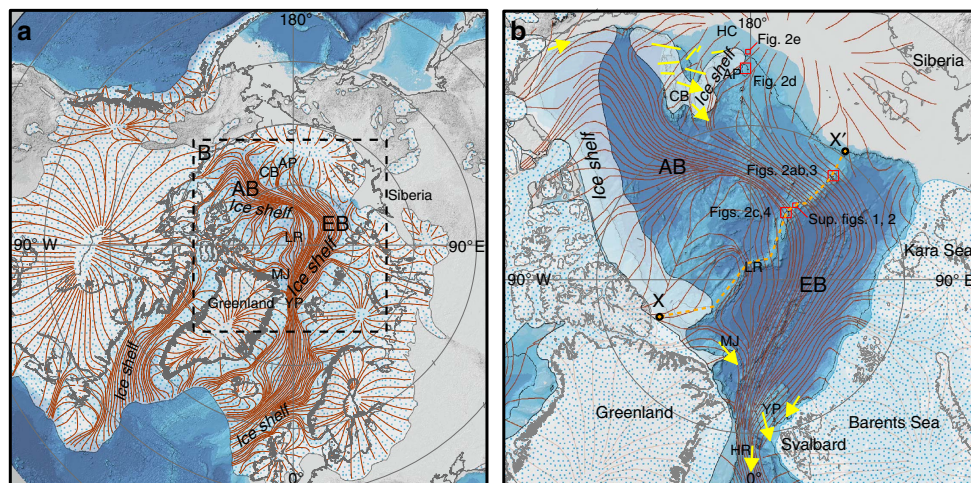 a
180°
B
AP
CB
AB
Ice shelf
Siberia
EB
LR
90° W
90° E
MJ
Ice shelf
Greenland
YP
Ice shelf
Ice shelf
0°
b
180°
HC
Fig. 2e
Siberia
Ice shelf
AP
Fig. 2d
CB
X′
Ice shelf
AB
Figs. 2ab,3
Figs. 2c,4
Sup. figs. 1, 2
Kara Sea
LR
90° W
90° E
EB
X
MJ
Greenland
YP
Barents Sea
Svalbard
HR
0°